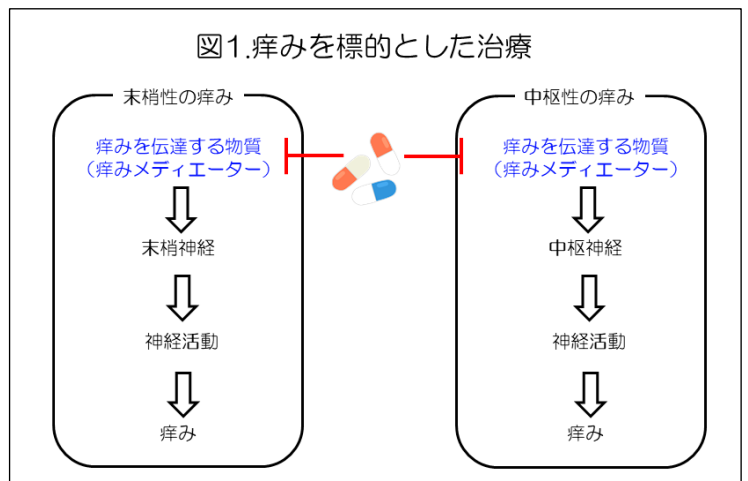 図1.痒みを標的とした治療
末梢性の痒み
痒みを伝達する物質
(痒みメディエーター)
末梢神経
神経活動
痒み
中枢性の痒み
痒みを伝達する物質
(痒みメディエーター)
中枢神経
神経活動
痒み